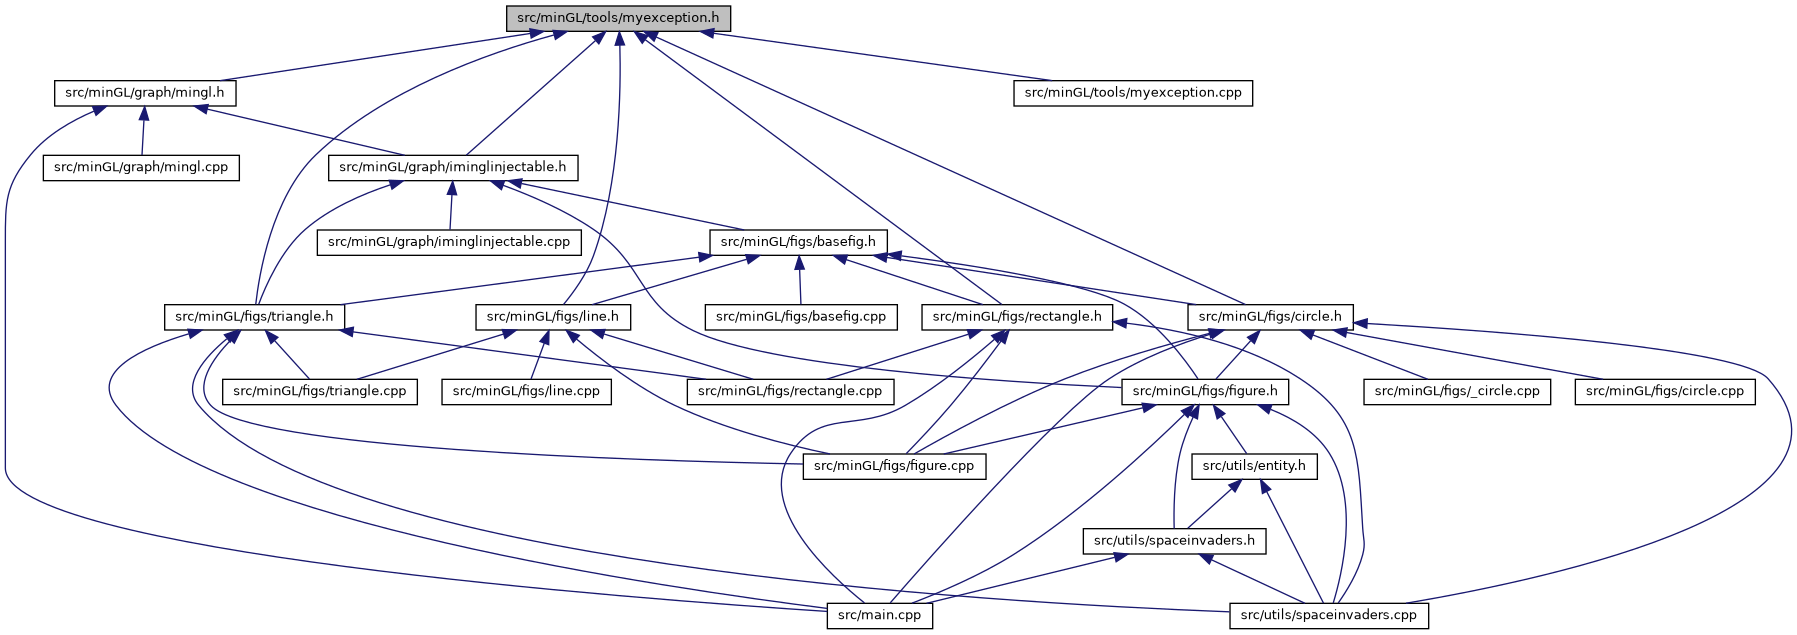 src/minGL/tools/myexception.h
src/minGL/graph/mingl.h
src/minGL/tools/myexception.cpp
src/minGL/graph/mingl.cpp
src/minGL/graph/iminglinjectable.h
src/minGL/graph/iminglinjectable.cpp
src/minGL/figs/basefig.h
src/minGL/figs/triangle.h
src/minGL/figs/line.h
src/minGL/figs/basefig.cpp
src/minGL/figs/rectangle.h
src/minGL/figs/circle.h
src/minGL/figs/triangle.cpp
src/minGL/figs/line.cpp
src/minGL/figs/rectangle.cpp
src/minGL/figs/figure.h
src/minGL/figs/_circle.cpp
src/minGL/figs/circle.cpp
src/minGL/figs/figure.cpp
src/utils/entity.h
src/utils/spaceinvaders.h
src/main.cpp
src/utils/spaceinvaders.cpp